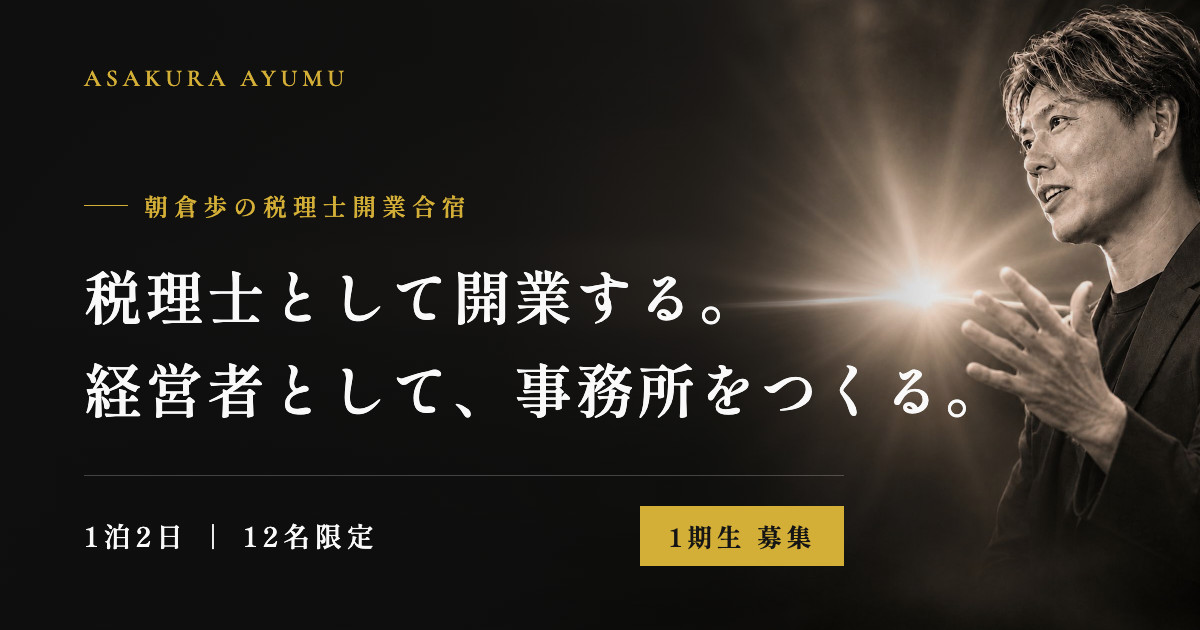 ASAKURA AYUMU
朝倉歩の税理士開業合宿
税理士として開業する。
経営者として、事務所をつくる。
1泊2日 | 12名限定
1期生 募集